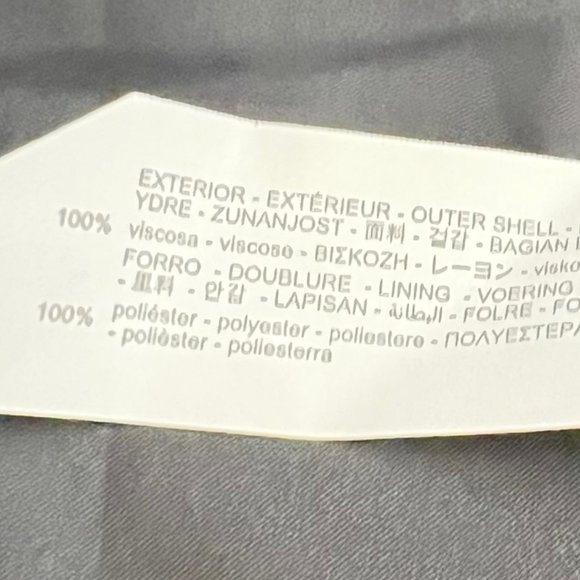 EXTERIOR - EXTÉRIEUR - OUTER SHELL -
YDRE - ZUNANJOST - 面料 - 겉감 - BAGIAN
100% viscosa - viscose - ΒΙΣΚΟΖΗ - レーヨン - visko
FORRO - DOUBLURE - LINING - VOERING
- 里料 - 안감 - LAPISAN - البطانة - FOLRE - FO
100% poliéster - polyester - poliestere - ΠΟΛΥΕΣΤΕΡΑ
- polièster - poliesterra